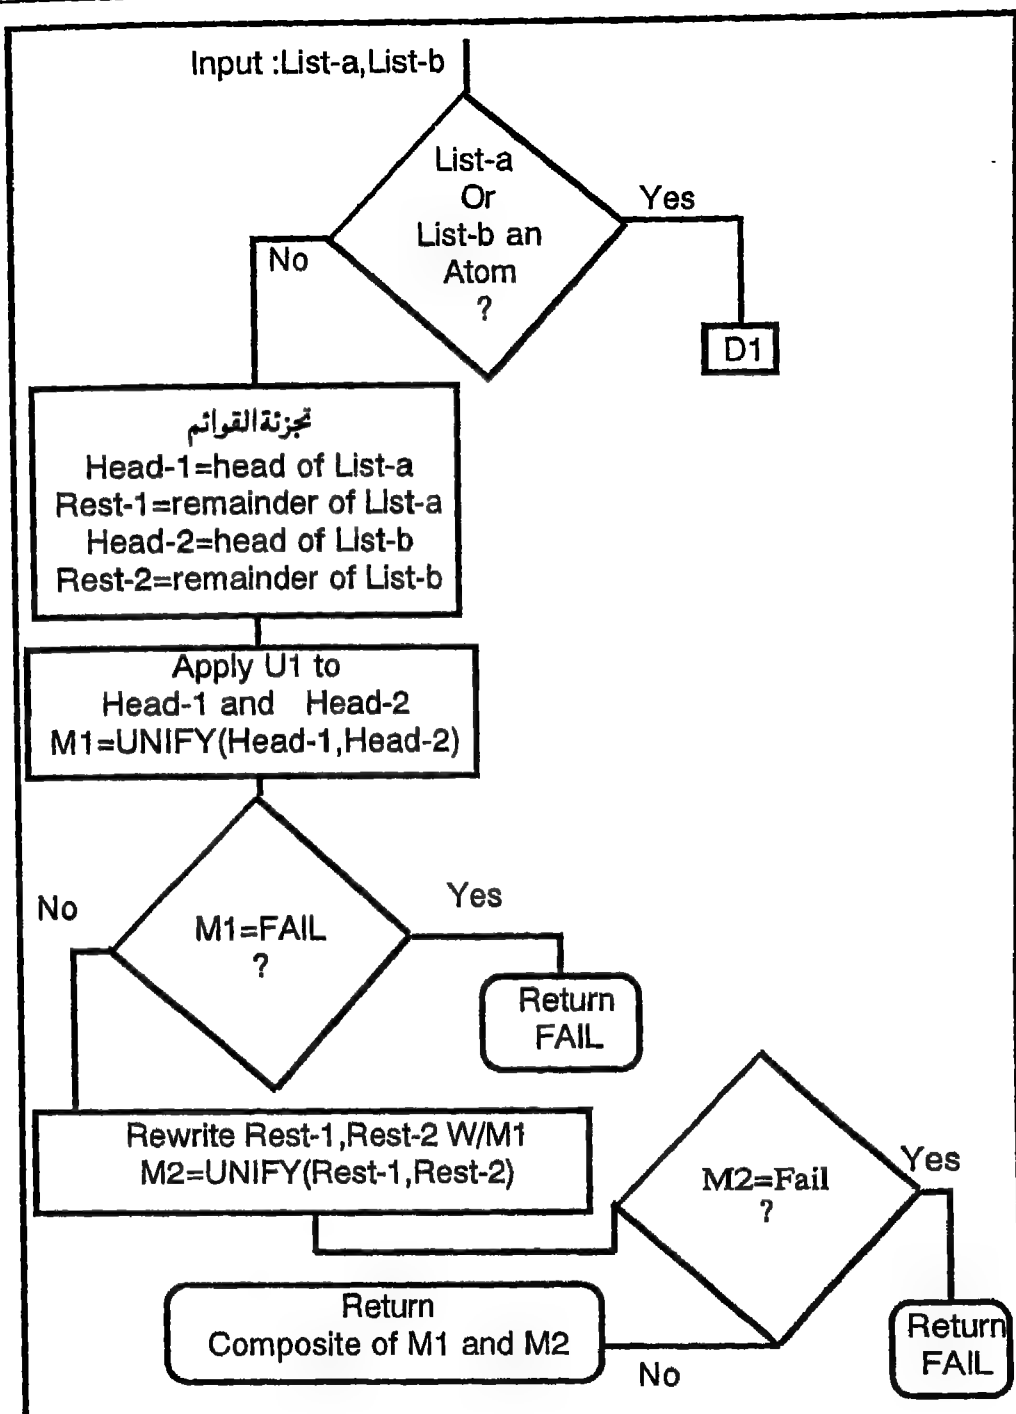 Input :List-a,List-b
List-a
Or
List-b an
Atom
?
Yes
No
D1
تجزئة القوائم
Head-1=head of List-a
Rest-1=remainder of List-a
Head-2=head of List-b
Rest-2=remainder of List-b
Apply U1 to
Head-1 and Head-2
M1=UNIFY(Head-1,Head-2)
No
Yes
M1=FAIL
?
Return
FAIL
Rewrite Rest-1,Rest-2 W/M1
M2=UNIFY(Rest-1,Rest-2)
M2=Fail
?
Yes
Return
Composite of M1 and M2
No
Return
FAIL